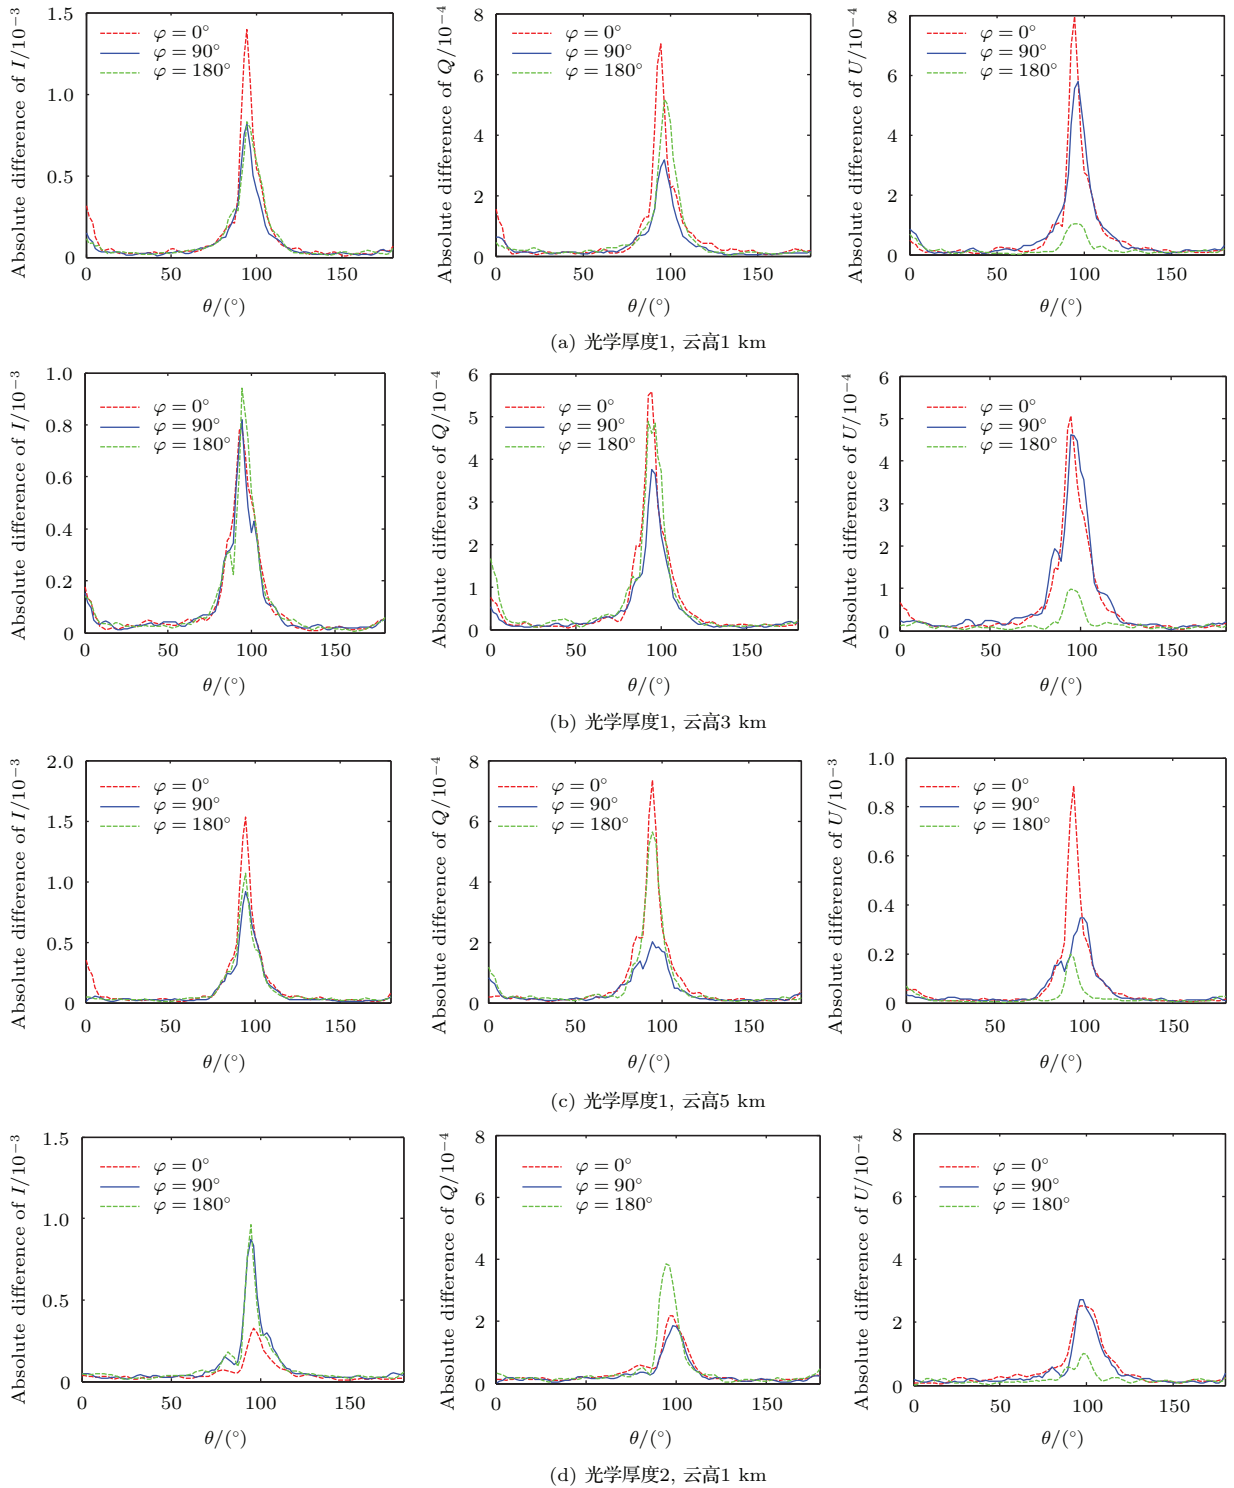 Absolute difference of I/10⁻³
1.5
1.0
0.5
0
φ = 0°
φ = 90°
φ = 180°
0 50 100 150
θ/(°)
Absolute difference of Q/10⁻⁴
8
6
4
2
0
φ = 0°
φ = 90°
φ = 180°
0 50 100 150
θ/(°)
Absolute difference of U/10⁻⁴
8
6
4
2
0
φ = 0°
φ = 90°
φ = 180°
0 50 100 150
θ/(°)
(a) 光学厚度1, 云高1 km
Absolute difference of I/10⁻³
1.0
0.8
0.6
0.4
0.2
0
φ = 0°
φ = 90°
φ = 180°
0 50 100 150
θ/(°)
Absolute difference of Q/10⁻⁴
6
5
4
3
2
1
0
φ = 0°
φ = 90°
φ = 180°
0 50 100 150
θ/(°)
Absolute difference of U/10⁻⁴
6
5
4
3
2
1
0
φ = 0°
φ = 90°
φ = 180°
0 50 100 150
θ/(°)
(b) 光学厚度1, 云高3 km
Absolute difference of I/10⁻³
2.0
1.5
1.0
0.5
0
φ = 0°
φ = 90°
φ = 180°
0 50 100 150
θ/(°)
Absolute difference of Q/10⁻⁴
8
6
4
2
0
φ = 0°
φ = 90°
φ = 180°
0 50 100 150
θ/(°)
Absolute difference of U/10⁻³
1.0
0.8
0.6
0.4
0.2
0
φ = 0°
φ = 90°
φ = 180°
0 50 100 150
θ/(°)
(c) 光学厚度1, 云高5 km
Absolute difference of I/10⁻³
1.5
1.0
0.5
0
φ = 0°
φ = 90°
φ = 180°
0 50 100 150
θ/(°)
Absolute difference of Q/10⁻⁴
8
6
4
2
0
φ = 0°
φ = 90°
φ = 180°
0 50 100 150
θ/(°)
Absolute difference of U/10⁻⁴
8
6
4
2
0
φ = 0°
φ = 90°
φ = 180°
0 50 100 150
θ/(°)
(d) 光学厚度2, 云高1 km